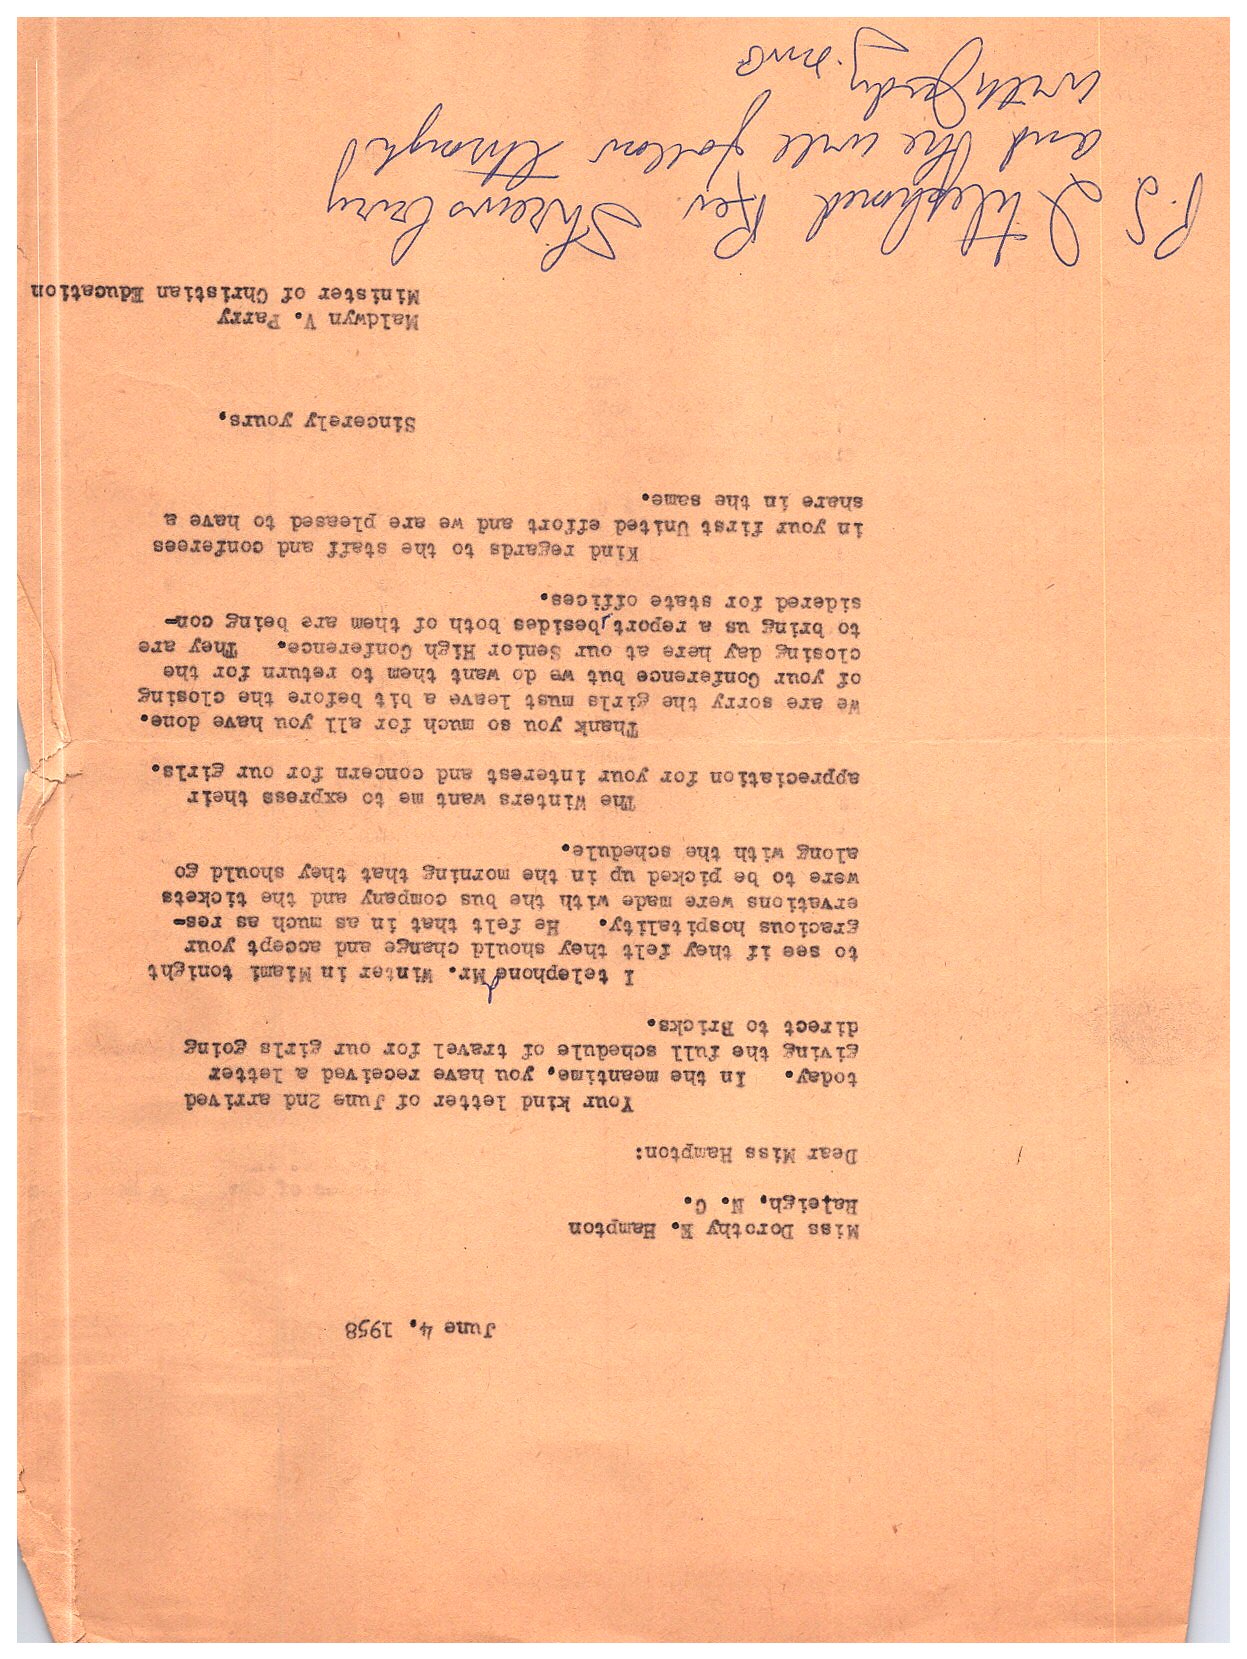 June 4, 1958
Miss Dorothy E. Hampton
Raleigh, N. C.
Dear Miss Hampton:
Your kind letter of June 2nd arrived
today. In the meantime, you have received a letter
giving the full schedule of travel for our girls going
direct to Bricks.
I telephoned Mr. Winter in Miami tonight
to see if they felt they should change and accept your
gracious hospitality. He felt that in as much as res-
ervations were made with the bus company and the tickets
were to be picked up in the morning that they should go
along with the schedule.
The Winters want me to express their
appreciation for your interest and concern for our girls.
Thank you so much for all you have done.
We are sorry the girls must leave a bit before the closing
of your Conference but we do want them to return for the
closing day here at our Senior High Conference. They are
to bring us a report, besides both of them are being con-
sidered for state offices.
Kind regards to the staff and conferees
in your first United effort and we are pleased to have a
share in the same.
Sincerely yours,
Maldwyn V. Parry
Minister of Christian Education
P.S. I telephoned Rev Shrewsbury
and he will follow through
with Judy.